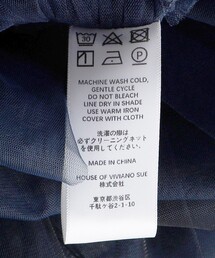 30
MACHINE WASH COLD,
GENTLE CYCLE
DO NOT BLEACH
LINE DRY IN SHADE
USE WARM IRON
COVER WITH CLOTH
洗濯の際は
必ずクリーニングネット
を使用してください
MADE IN CHINA
HOUSE OF VIVIANO SUE
株式会社
東京都渋谷区
千駄ヶ谷2-1-10